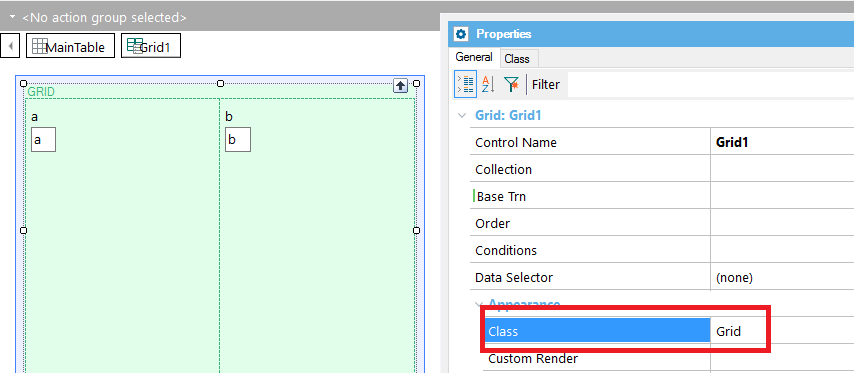 <No action group selected>
MainTable
Grid1
GRID
a
b
a
b
Properties
General
Class
A
Z
Filter
Grid: Grid1
Control Name
Grid1
Collection
Base Trn
Order
Conditions
Data Selector
(none)
Appearance
Class
Grid
Custom Render